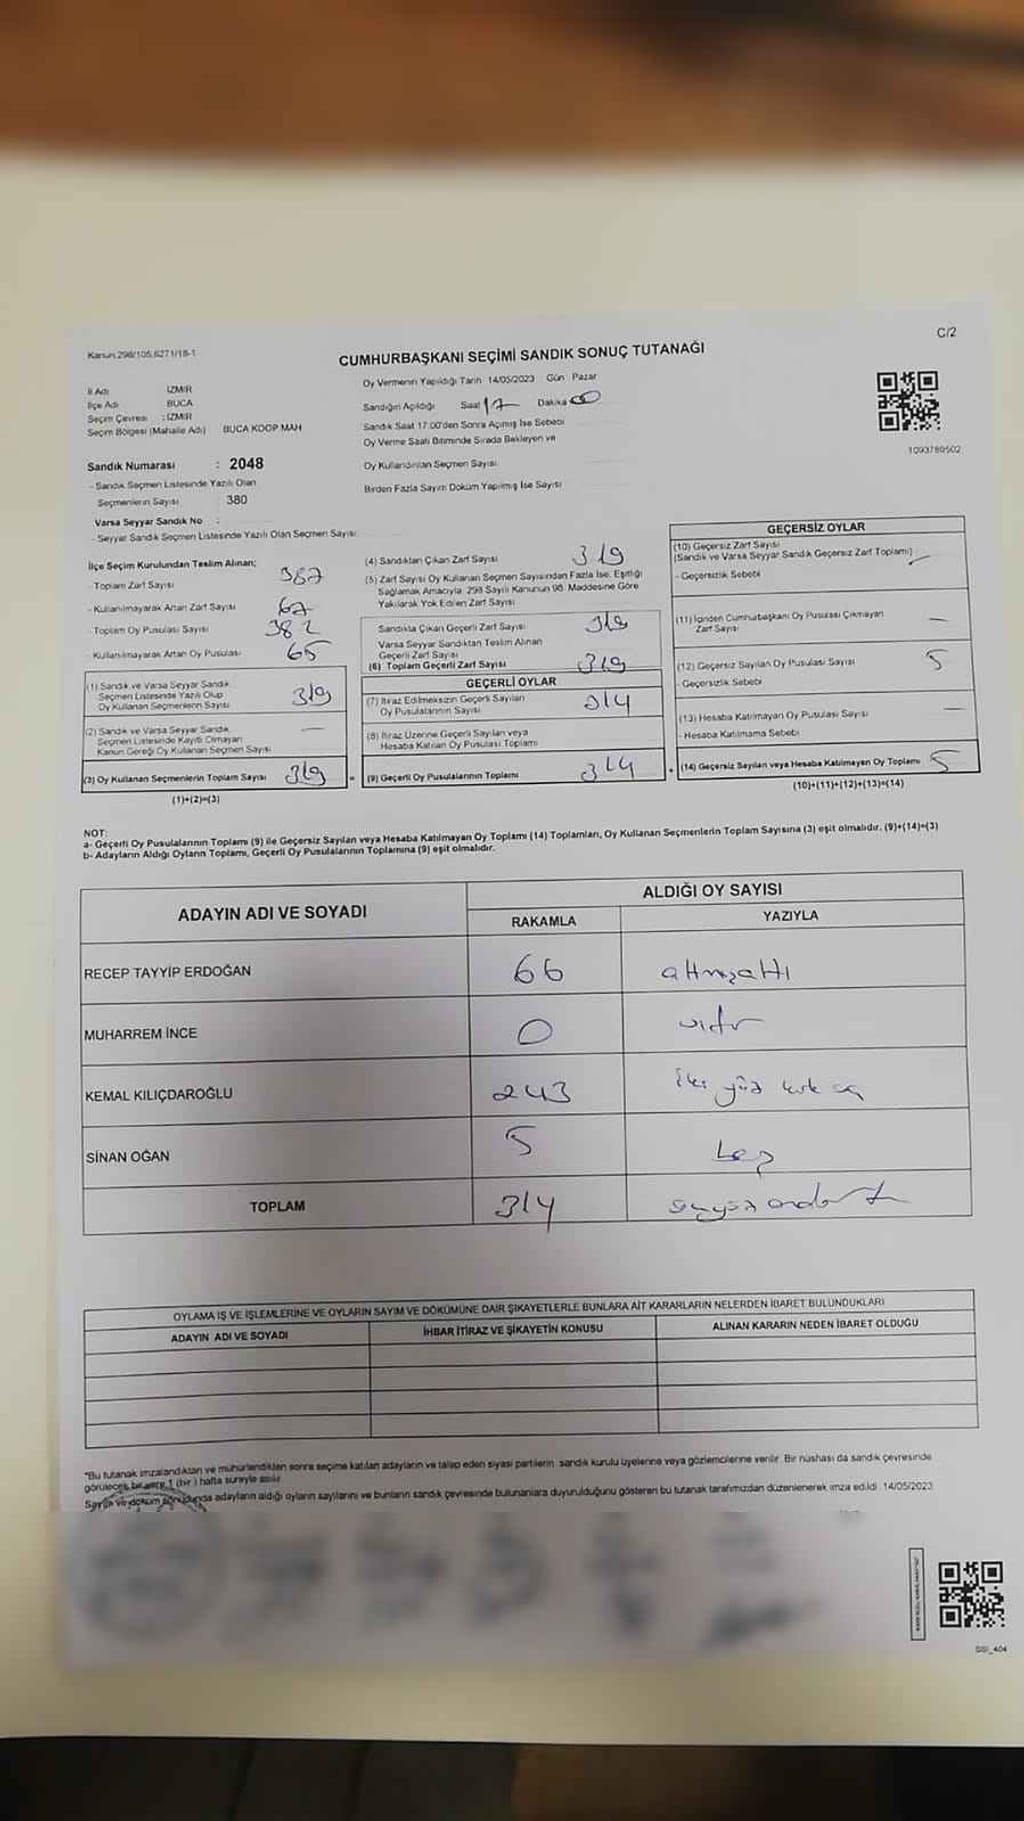 C/2
Kanun,298/105,6271/18-1
CUMHURBAŞKANI SEÇİMİ SANDIK SONUÇ TUTANAĞI
İl Adı İZMİR
İlçe Adı BUCA
Seçim Çevresi : İZMİR
Seçim Bölgesi (Mahalle Adı) BUCA KOOP MAH
Sandık Numarası : 2048
- Sandık Seçmen Listesinde Yazılı Olan
Seçmenlerin Sayısı 380
Varsa Seyyar Sandık No :
- Seyyar Sandık Seçmen Listesinde Yazılı Olan Seçmen Sayısı:
Oy Vermenin Yapıldığı Tarih 14/05/2023 Gün Pazar
Sandığın Açıldığı Saat 17 Dakika 00
Sandık Saat 17.00'den Sonra Açılmış İse Sebebi
Oy Verme Saati Bitiminde Sırada Bekleyen ve
Oy Kullandırılan Seçmen Sayısı
Birden Fazla Sayım Döküm Yapılmış İse Sayısı
1093780502
İlçe Seçim Kurulundan Teslim Alınan;
- Toplam Zarf Sayısı 387
- Kullanılmayarak Artan Zarf Sayısı 67
- Toplam Oy Pusulası Sayısı 382
- Kullanılmayarak Artan Oy Pusulası 65
(1) Sandık ve Varsa Seyyar Sandık
Seçmen Listesinde Yazılı Olup
Oy Kullanan Seçmenlerin Sayısı 319
(2) Sandık ve Varsa Seyyar Sandık
Seçmen Listesinde Kayıtlı Olmayan
Kanun Gereği Oy Kullanan Seçmen Sayısı —
(3) Oy Kullanan Seçmenlerin Toplam Sayısı 319
(1)+(2)=(3)
(4) Sandıktan Çıkan Zarf Sayısı 319
(5) Zarf Sayısı Oy Kullanan Seçmen Sayısından Fazla İse, Eşitliği
Sağlamak Amacıyla, 298 Sayılı Kanunun 98. Maddesine Göre
Yakılarak Yok Edilen Zarf Sayısı
Sandıkta Çıkan Geçerli Zarf Sayısı 319
Varsa Seyyar Sandıktan Teslim Alınan
Geçerli Zarf Sayısı
(6) Toplam Geçerli Zarf Sayısı 319
GEÇERLİ OYLAR
(7) İtiraz Edilmeksizin Geçerli Sayılan
Oy Pusulalarının Sayısı 314
(8) İtiraz Üzerine Geçerli Sayılan veya
Hesaba Katılan Oy Pusulası Toplamı
= (9) Geçerli Oy Pusulalarının Toplamı 314
GEÇERSİZ OYLAR
(10) Geçersiz Zarf Sayısı
(Sandık ve Varsa Seyyar Sandık Geçersiz Zarf Toplamı) —
- Geçersizlik Sebebi
(11) İçinden Cumhurbaşkanı Oy Pusulası Çıkmayan
Zarf Sayısı —
(12) Geçersiz Sayılan Oy Pusulası Sayısı 5
- Geçersizlik Sebebi
(13) Hesaba Katılmayan Oy Pusulası Sayısı —
- Hesaba Katılmama Sebebi
+ (14) Geçersiz Sayılan veya Hesaba Katılmayan Oy Toplamı 5
(10)+(11)+(12)+(13)=(14)
NOT:
a- Geçerli Oy Pusulalarının Toplamı (9) ile Geçersiz Sayılan veya Hesaba Katılmayan Oy Toplamı (14) Toplamları, Oy Kullanan Seçmenlerin Toplam Sayısına (3) eşit olmalıdır. (9)+(14)=(3)
b- Adayların Aldığı Oyların Toplamı, Geçerli Oy Pusulalarının Toplamına (9) eşit olmalıdır.
ADAYIN ADI VE SOYADI ALDIĞI OY SAYISI
RAKAMLA YAZIYLA
RECEP TAYYİP ERDOĞAN 66 altmışaltı
MUHARREM İNCE 0 sıfır
KEMAL KILIÇDAROĞLU 243 iki yüz kırk üç
SİNAN OĞAN 5 beş
TOPLAM 314 üçyüz ondört
OYLAMA İŞ VE İŞLEMLERİNE VE OYLARIN SAYIM VE DÖKÜMÜNE DAİR ŞİKAYETLERLE BUNLARA AİT KARARLARIN NELERDEN İBARET BULUNDUKLARI
ADAYIN ADI VE SOYADI İHBAR İTİRAZ VE ŞİKAYETİN KONUSU ALINAN KARARIN NEDEN İBARET OLDUĞU
*Bu tutanak imzalandıktan ve mühürlendikten sonra seçime katılan adayların ve talep eden siyasi partilerin sandık kurulu üyelerine veya gözlemcilerine verilir. Bir nüshası da sandık çevresinde
görülecek bir yere 1 (bir) hafta süreyle asılır.
Sayım ve döküm sonucunda adayların aldığı oyların sayılarını ve bunların sandık çevresinde bulunanlara duyurulduğunu gösteren bu tutanak tarafımızdan düzenlenerek imza edildi. 14/05/2023